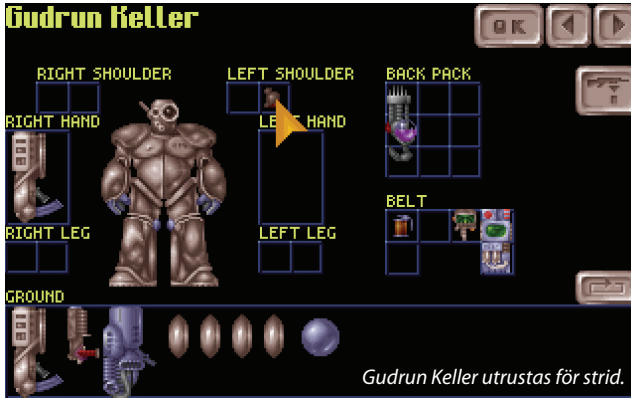 Gudrun Keller
OK
RIGHT SHOULDER
LEFT SHOULDER
BACK PACK
RIGHT HAND
LEFT HAND
BELT
RIGHT LEG
LEFT LEG
GROUND
Gudrun Keller utrustas för strid.